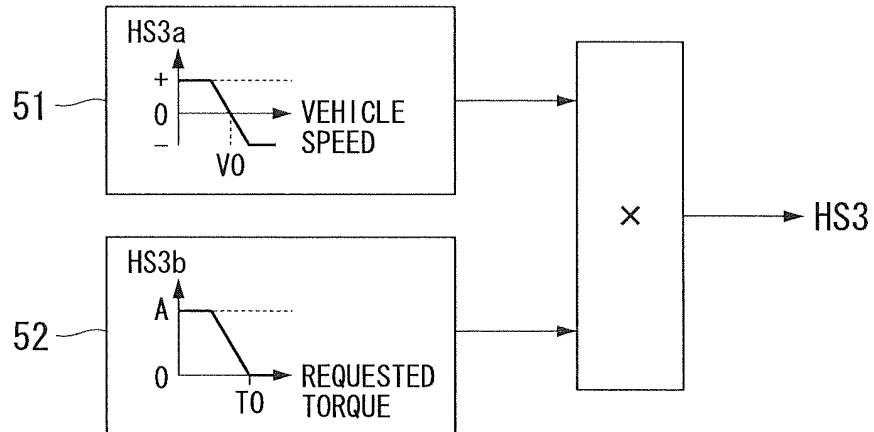 HS3a
+
0
−
V0
VEHICLE
SPEED
51
×
HS3
HS3b
A
0
T0
REQUESTED
TORQUE
52